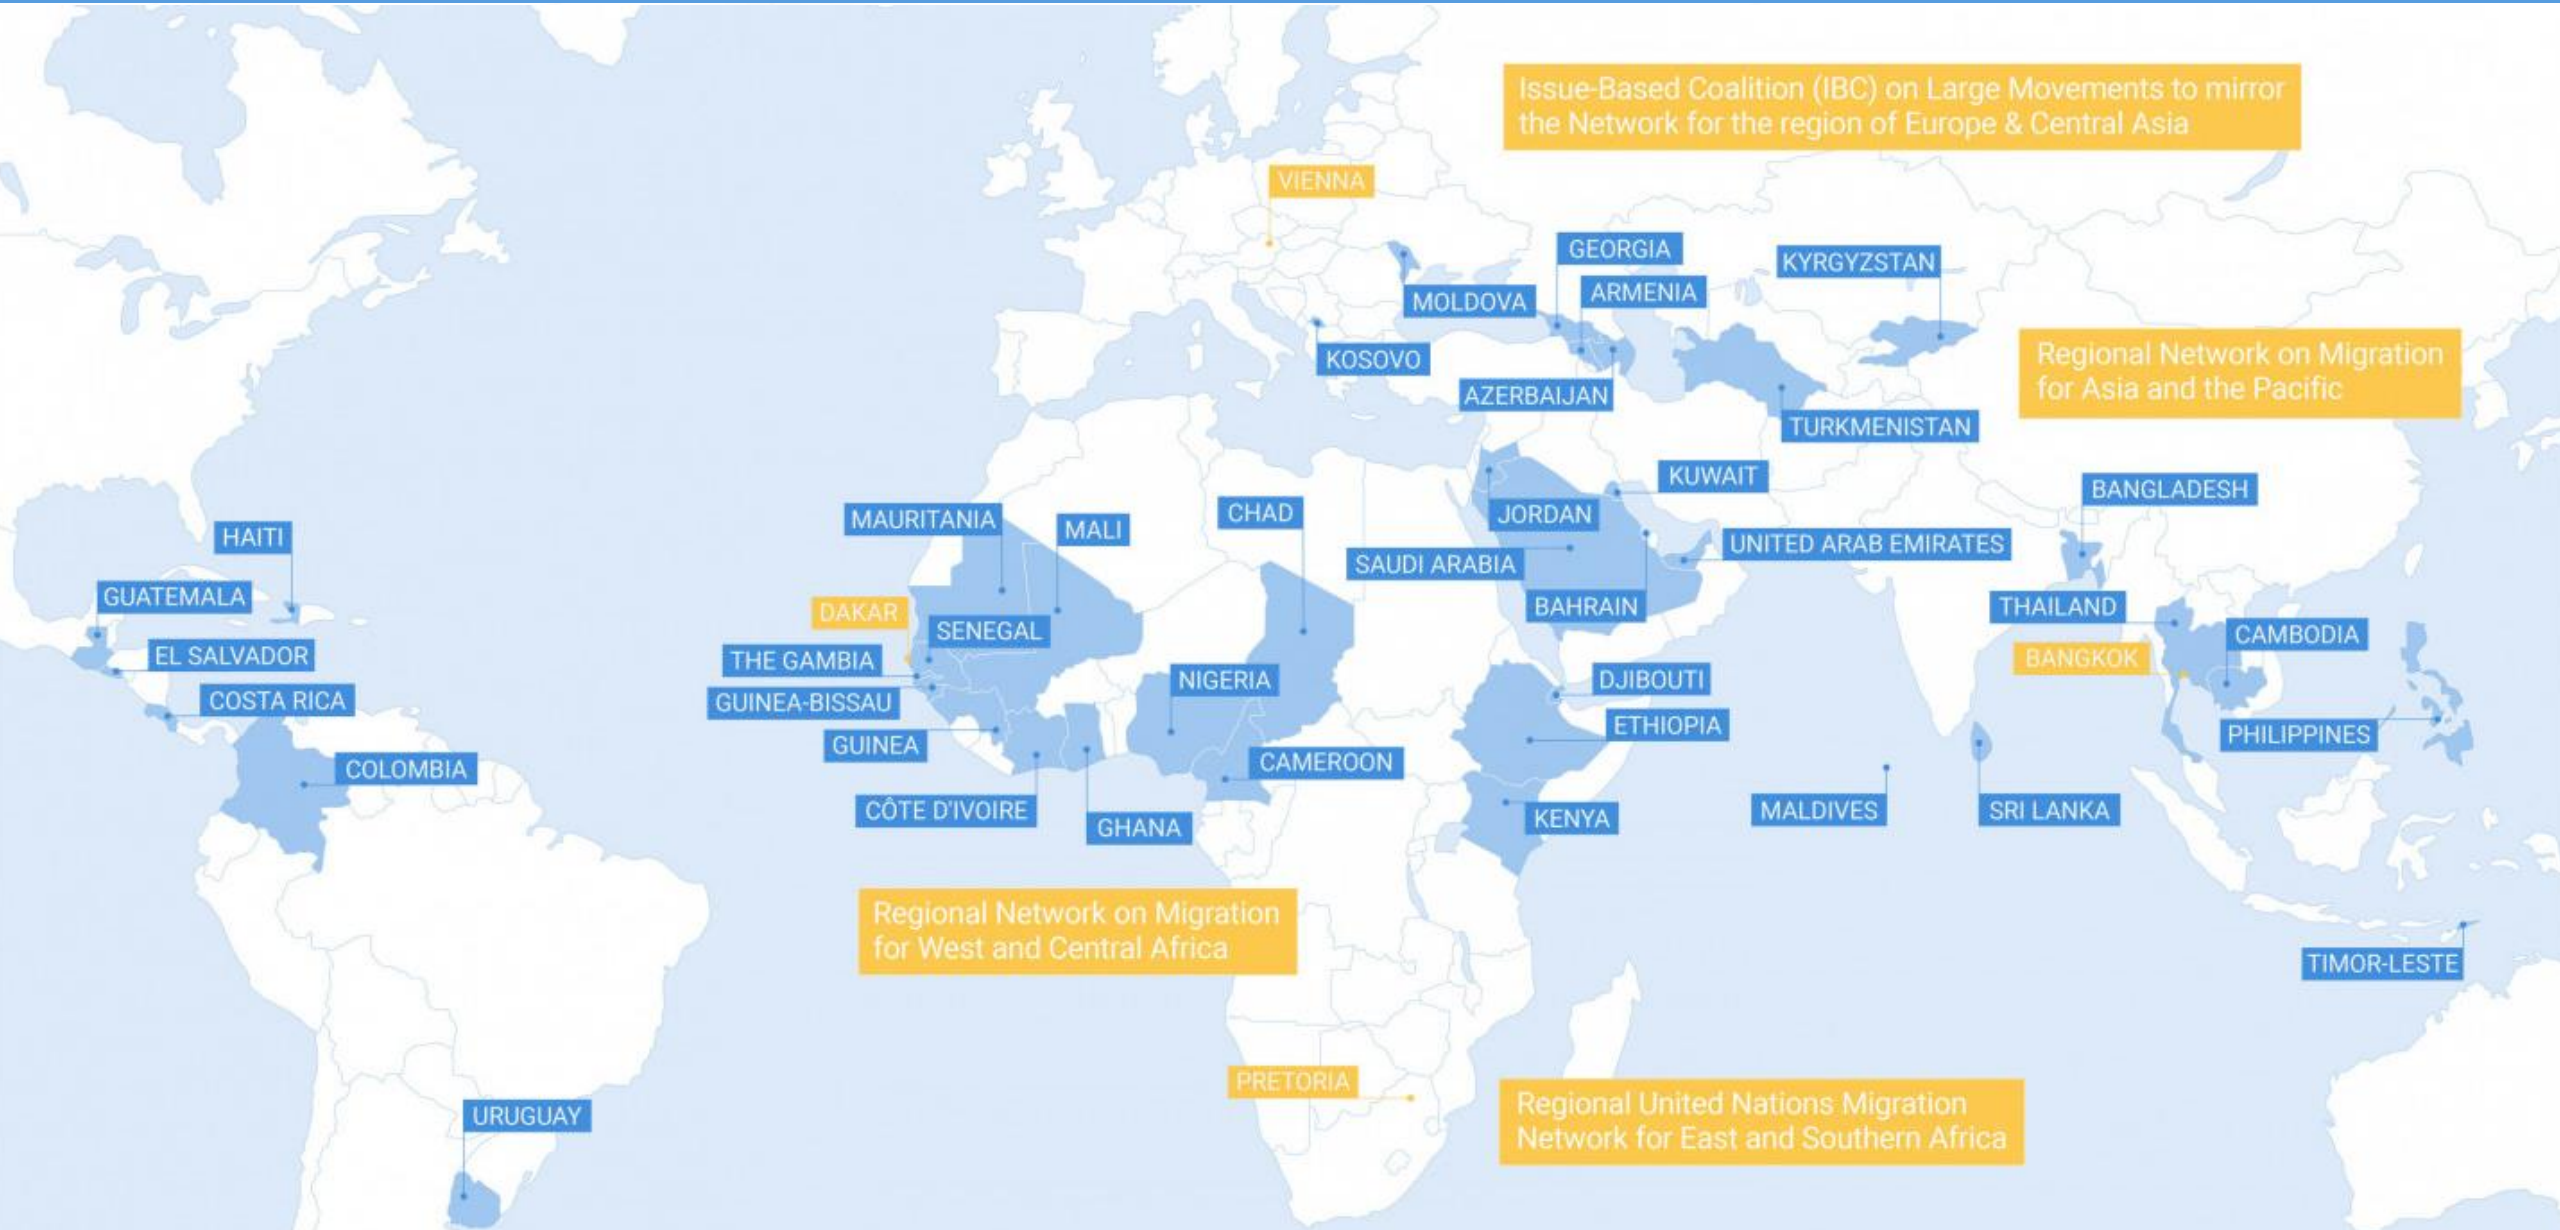 Issue-Based Coalition (IBC) on Large Movements to mirror
the Network for the region of Europe & Central Asia
VIENNA
GEORGIA
KYRGYZSTAN
ARMENIA
MOLDOVA
KOSOVO
AZERBAIJAN
Regional Network on Migration
for Asia and the Pacific
TURKMENISTAN
KUWAIT
BANGLADESH
JORDAN
SAUDI ARABIA
UNITED ARAB EMIRATES
BAHRAIN
THAILAND
CAMBODIA
BANGKOK
PHILIPPINES
MAURITANIA
MALI
CHAD
HAITI
GUATEMALA
EL SALVADOR
COSTA RICA
COLOMBIA
DAKAR
SENEGAL
THE GAMBIA
GUINEA-BISSAU
GUINEA
NIGERIA
CAMEROON
CÔTE D'IVOIRE
GHANA
DJIBOUTI
ETHIOPIA
KENYA
MALDIVES
SRI LANKA
Regional Network on Migration
for West and Central Africa
TIMOR-LESTE
PRETORIA
Regional United Nations Migration
Network for East and Southern Africa
URUGUAY